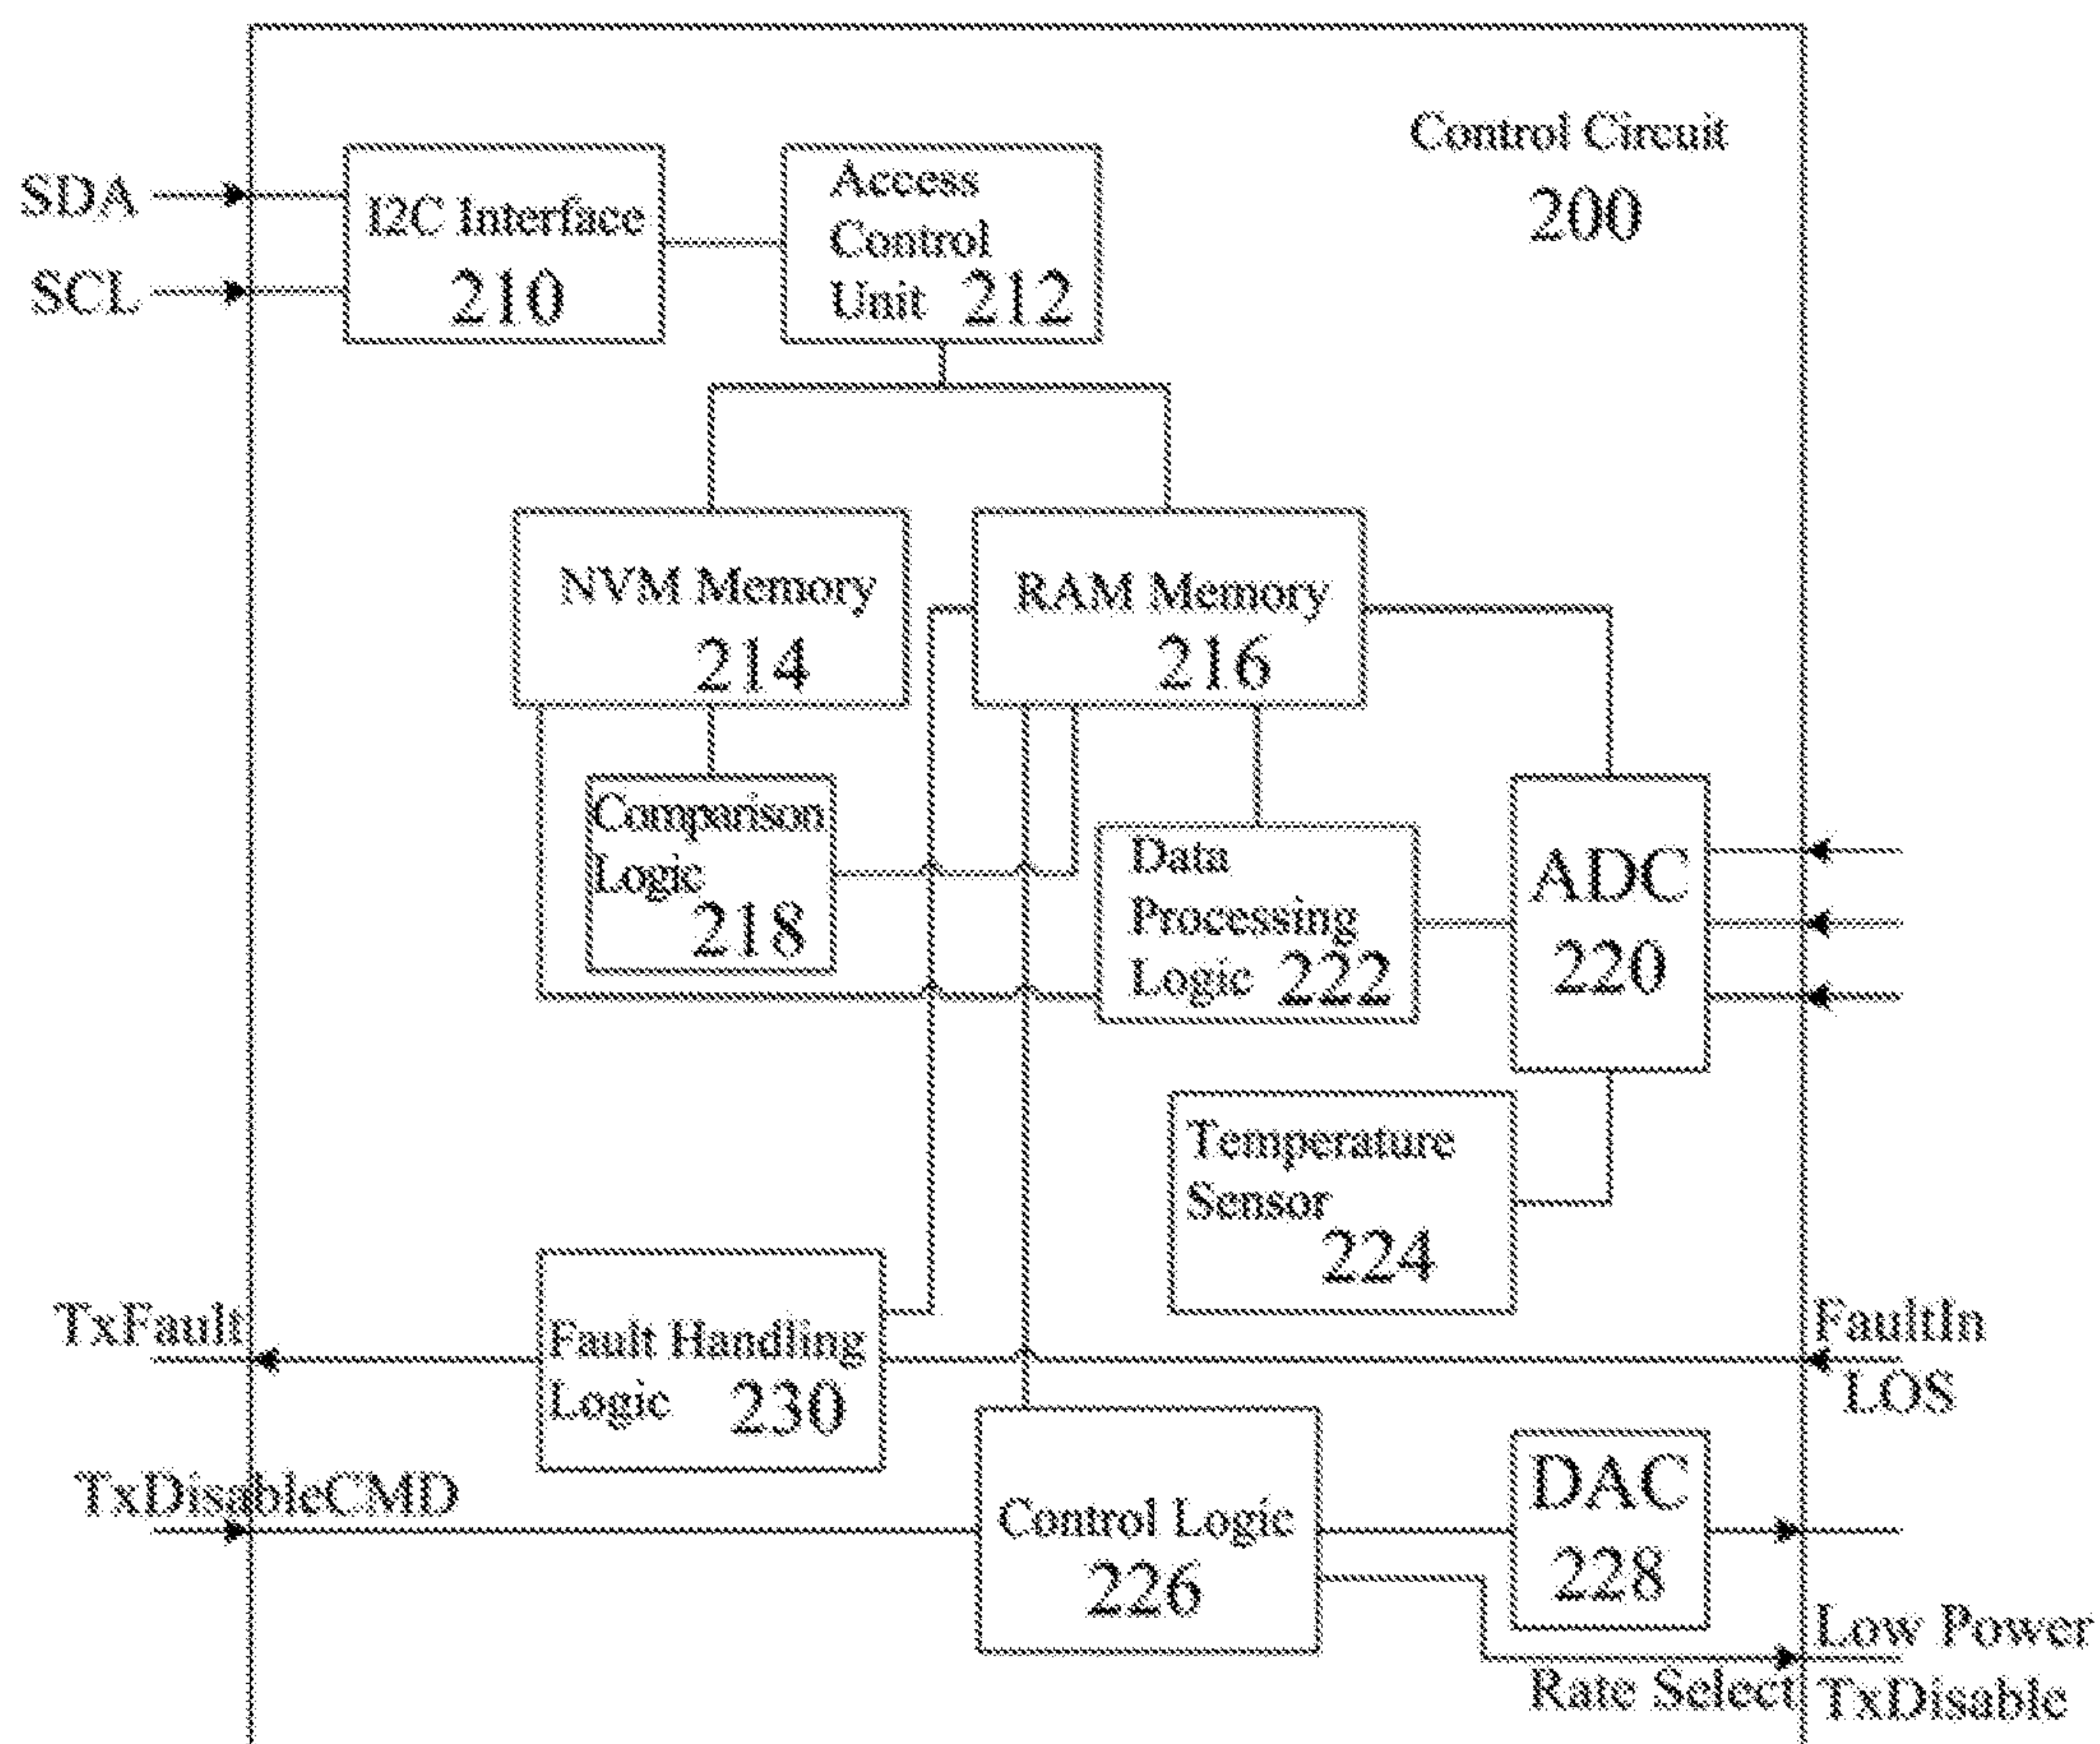 Control Circuit
200
SDA
SCL
I2C Interface
210
Access
Control
Unit 212
NVM Memory
214
RAM Memory
216
Comparison
Logic
218
Data
Processing
Logic 222
ADC
220
Temperature
Sensor
224
TxFault
Fault Handling
Logic 230
FaultIn
LOS
TxDisableCMD
Control Logic
226
DAC
228
Low Power
Rate Select
TxDisable